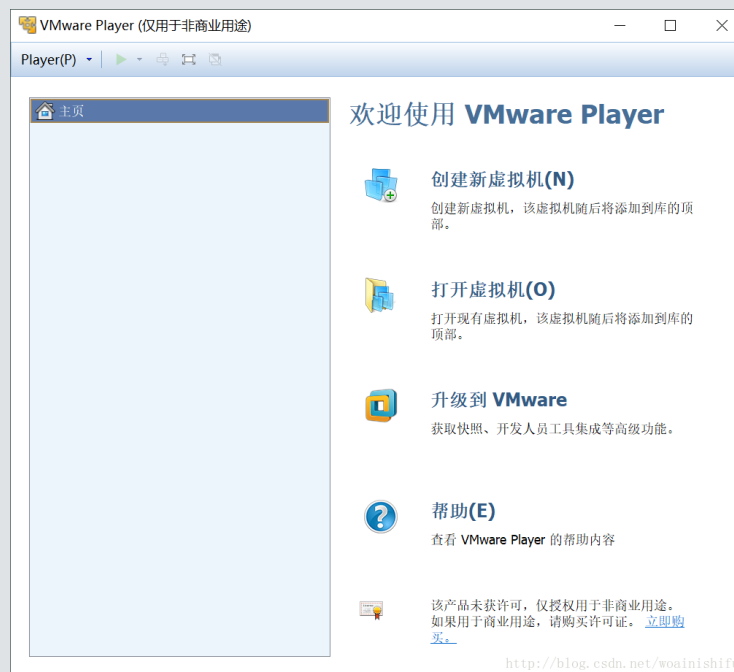 VMware Player (仅用于非商业用途)
Player(P)
主页
欢迎使用 VMware Player
创建新虚拟机(N)
创建新虚拟机，该虚拟机随后将添加到库的顶
部。
打开虚拟机(O)
打开现有虚拟机，该虚拟机随后将添加到库的
顶部。
升级到 VMware
获取快照、开发人员工具集成等高级功能。
帮助(E)
查看 VMware Player 的帮助内容
该产品未获许可，仅授权用于非商业用途。
如果用于商业用途，请购买许可证。 立即购
买。
http://blog.csdn.net/woainishifu